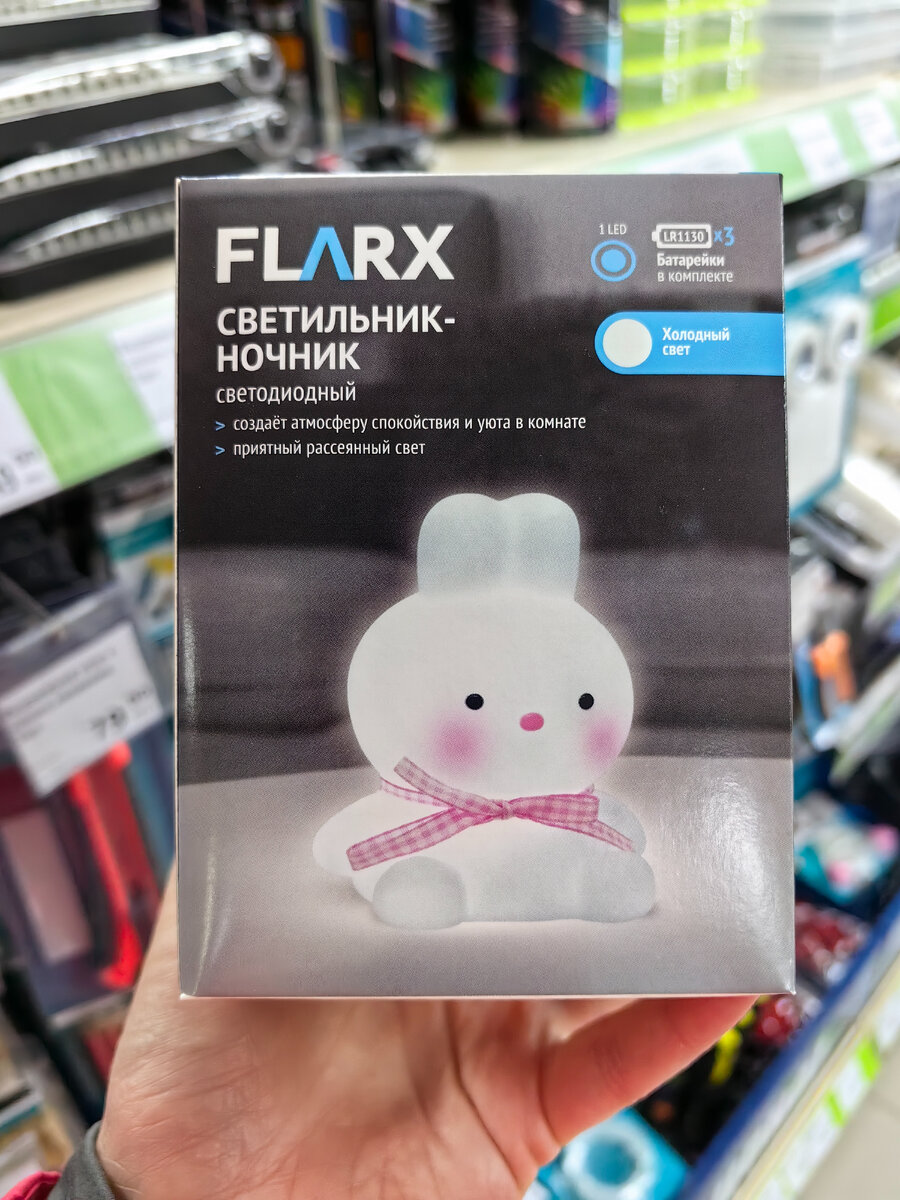 FLARX
СВЕТИЛЬНИК-
НОЧНИК
светодиодный
> создаёт атмосферу спокойствия и уюта в комнате
> приятный рассеянный свет
1 LED
LR1130 x3
Батарейки
в комплекте
Холодный
свет
79